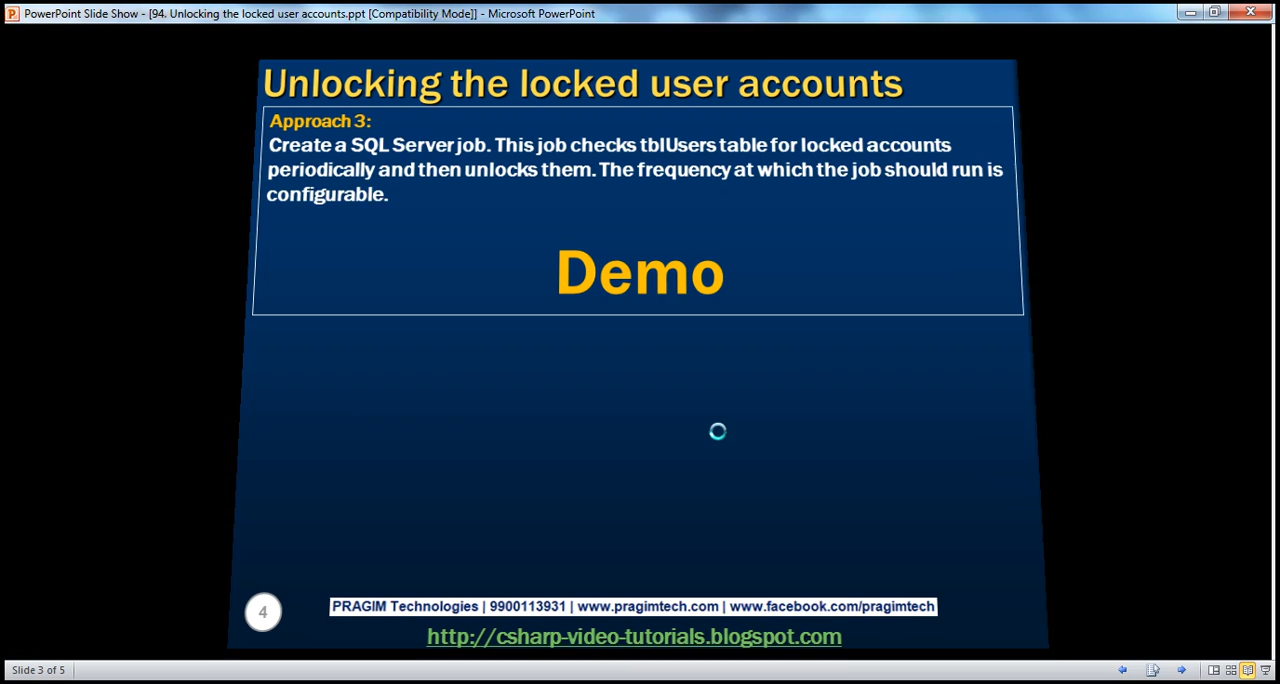 PowerPoint Slide Show - [94. Unlocking the locked user accounts.ppt [Compatibility Mode]] - Microsoft PowerPoint
Unlocking the locked user accounts
Approach 3:
Create a SQL Server job. This job checks tblUsers table for locked accounts
periodically and then unlocks them. The frequency at which the job should run is
configurable.
Demo
4
PRAGIM Technologies | 9900113931 | www.pragimtech.com | www.facebook.com/pragimtech
http://csharp-video-tutorials.blogspot.com
Slide 3 of 5